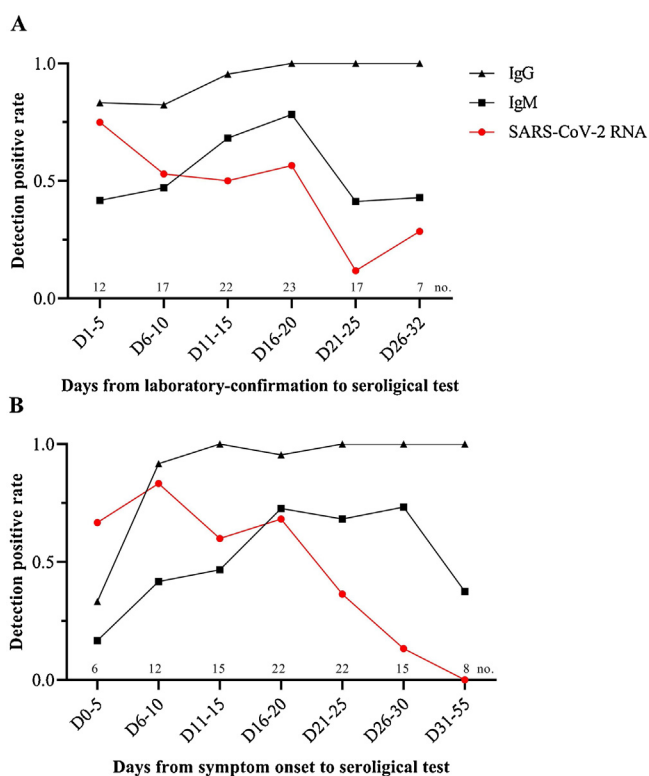 A
1.0
0.5
0.0
Detection positive rate
12 17 22 23 17 7 no.
D1-5 D6-10 D11-15 D16-20 D21-25 D26-32
Days from laboratory-confirmation to seroligical test
IgG
IgM
SARS-CoV-2 RNA
B
1.0
0.5
0.0
Detection positive rate
6 12 15 22 22 15 8 no.
D0-5 D6-10 D11-15 D16-20 D21-25 D26-30 D31-55
Days from symptom onset to seroligical test